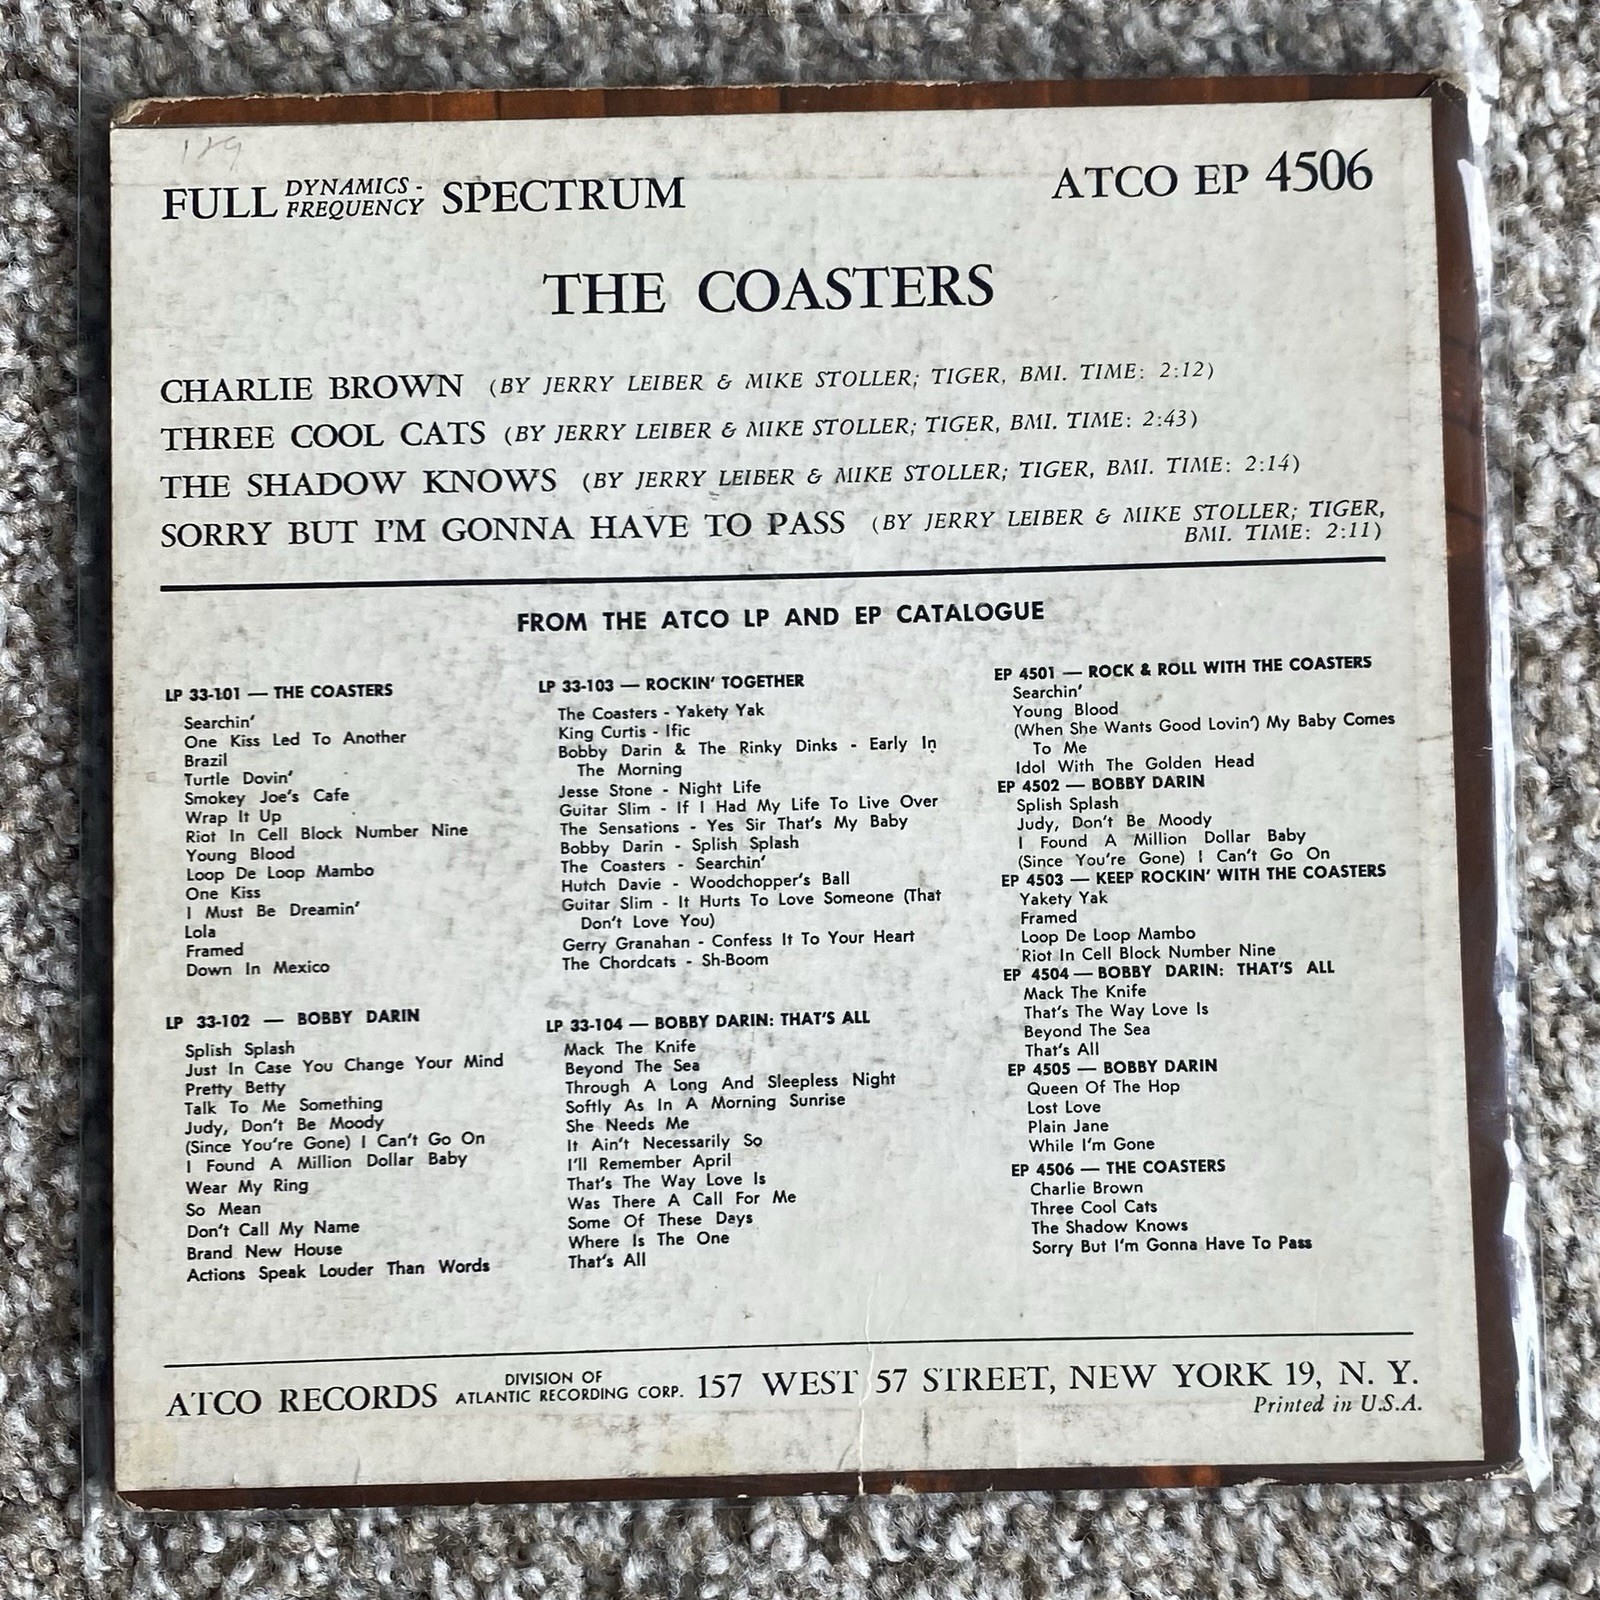 129
FULL DYNAMICS - FREQUENCY SPECTRUM
ATCO EP 4506
THE COASTERS
CHARLIE BROWN (BY JERRY LEIBER & MIKE STOLLER; TIGER, BMI. TIME: 2:12)
THREE COOL CATS (BY JERRY LEIBER & MIKE STOLLER; TIGER, BMI. TIME: 2:43)
THE SHADOW KNOWS (BY JERRY LEIBER & MIKE STOLLER; TIGER, BMI. TIME: 2:14)
SORRY BUT I'M GONNA HAVE TO PASS (BY JERRY LEIBER & MIKE STOLLER; TIGER,
BMI. TIME: 2:11)
FROM THE ATCO LP AND EP CATALOGUE
LP 33-101 — THE COASTERS
Searchin'
One Kiss Led To Another
Brazil
Turtle Dovin'
Smokey Joe's Cafe
Wrap It Up
Riot In Cell Block Number Nine
Young Blood
Loop De Loop Mambo
One Kiss
I Must Be Dreamin'
Lola
Framed
Down In Mexico
LP 33-102 — BOBBY DARIN
Splish Splash
Just In Case You Change Your Mind
Pretty Betty
Talk To Me Something
Judy, Don't Be Moody
(Since You're Gone) I Can't Go On
I Found A Million Dollar Baby
Wear My Ring
So Mean
Don't Call My Name
Brand New House
Actions Speak Louder Than Words
LP 33-103 — ROCKIN' TOGETHER
The Coasters - Yakety Yak
King Curtis - Ific
Bobby Darin & The Rinky Dinks - Early In
The Morning
Jesse Stone - Night Life
Guitar Slim - If I Had My Life To Live Over
The Sensations - Yes Sir That's My Baby
Bobby Darin - Splish Splash
The Coasters - Searchin'
Hutch Davie - Woodchopper's Ball
Guitar Slim - It Hurts To Love Someone (That
Don't Love You)
Gerry Granahan - Confess It To Your Heart
The Chordcats - Sh-Boom
LP 33-104 — BOBBY DARIN: THAT'S ALL
Mack The Knife
Beyond The Sea
Through A Long And Sleepless Night
Softly As In A Morning Sunrise
She Needs Me
It Ain't Necessarily So
I'll Remember April
That's The Way Love Is
Was There A Call For Me
Some Of These Days
Where Is The One
That's All
EP 4501 — ROCK & ROLL WITH THE COASTERS
Searchin'
Young Blood
(When She Wants Good Lovin') My Baby Comes
To Me
Idol With The Golden Head
EP 4502 — BOBBY DARIN
Splish Splash
Judy, Don't Be Moody
I Found A Million Dollar Baby
(Since You're Gone) I Can't Go On
EP 4503 — KEEP ROCKIN' WITH THE COASTERS
Yakety Yak
Framed
Loop De Loop Mambo
Riot In Cell Block Number Nine
EP 4504 — BOBBY DARIN: THAT'S ALL
Mack The Knife
That's The Way Love Is
Beyond The Sea
That's All
EP 4505 — BOBBY DARIN
Queen Of The Hop
Lost Love
Plain Jane
While I'm Gone
EP 4506 — THE COASTERS
Charlie Brown
Three Cool Cats
The Shadow Knows
Sorry But I'm Gonna Have To Pass
ATCO RECORDS DIVISION OF ATLANTIC RECORDING CORP. 157 WEST 57 STREET, NEW YORK 19, N. Y.
Printed in U.S.A.